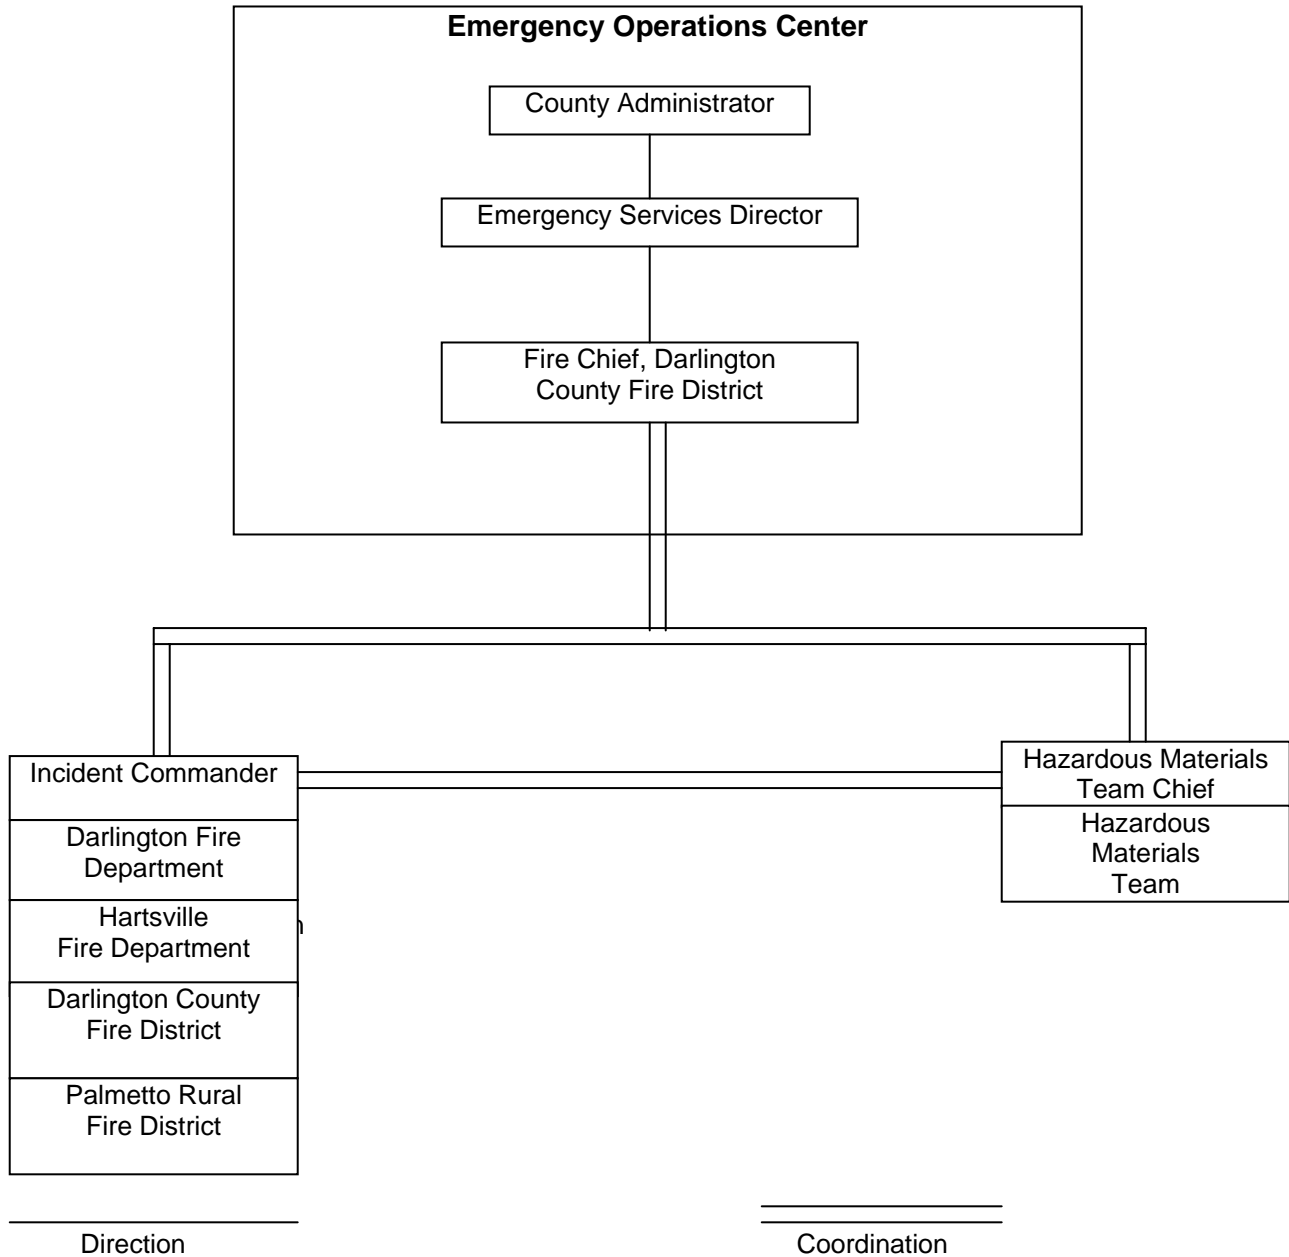 Emergency Operations Center
County Administrator
Emergency Services Director
Fire Chief, Darlington
County Fire District
Incident Commander
Darlington Fire
Department
Hartsville
Fire Department
Darlington County
Fire District
Palmetto Rural
Fire District
Hazardous Materials
Team Chief
Hazardous
Materials
Team
Direction
Coordination